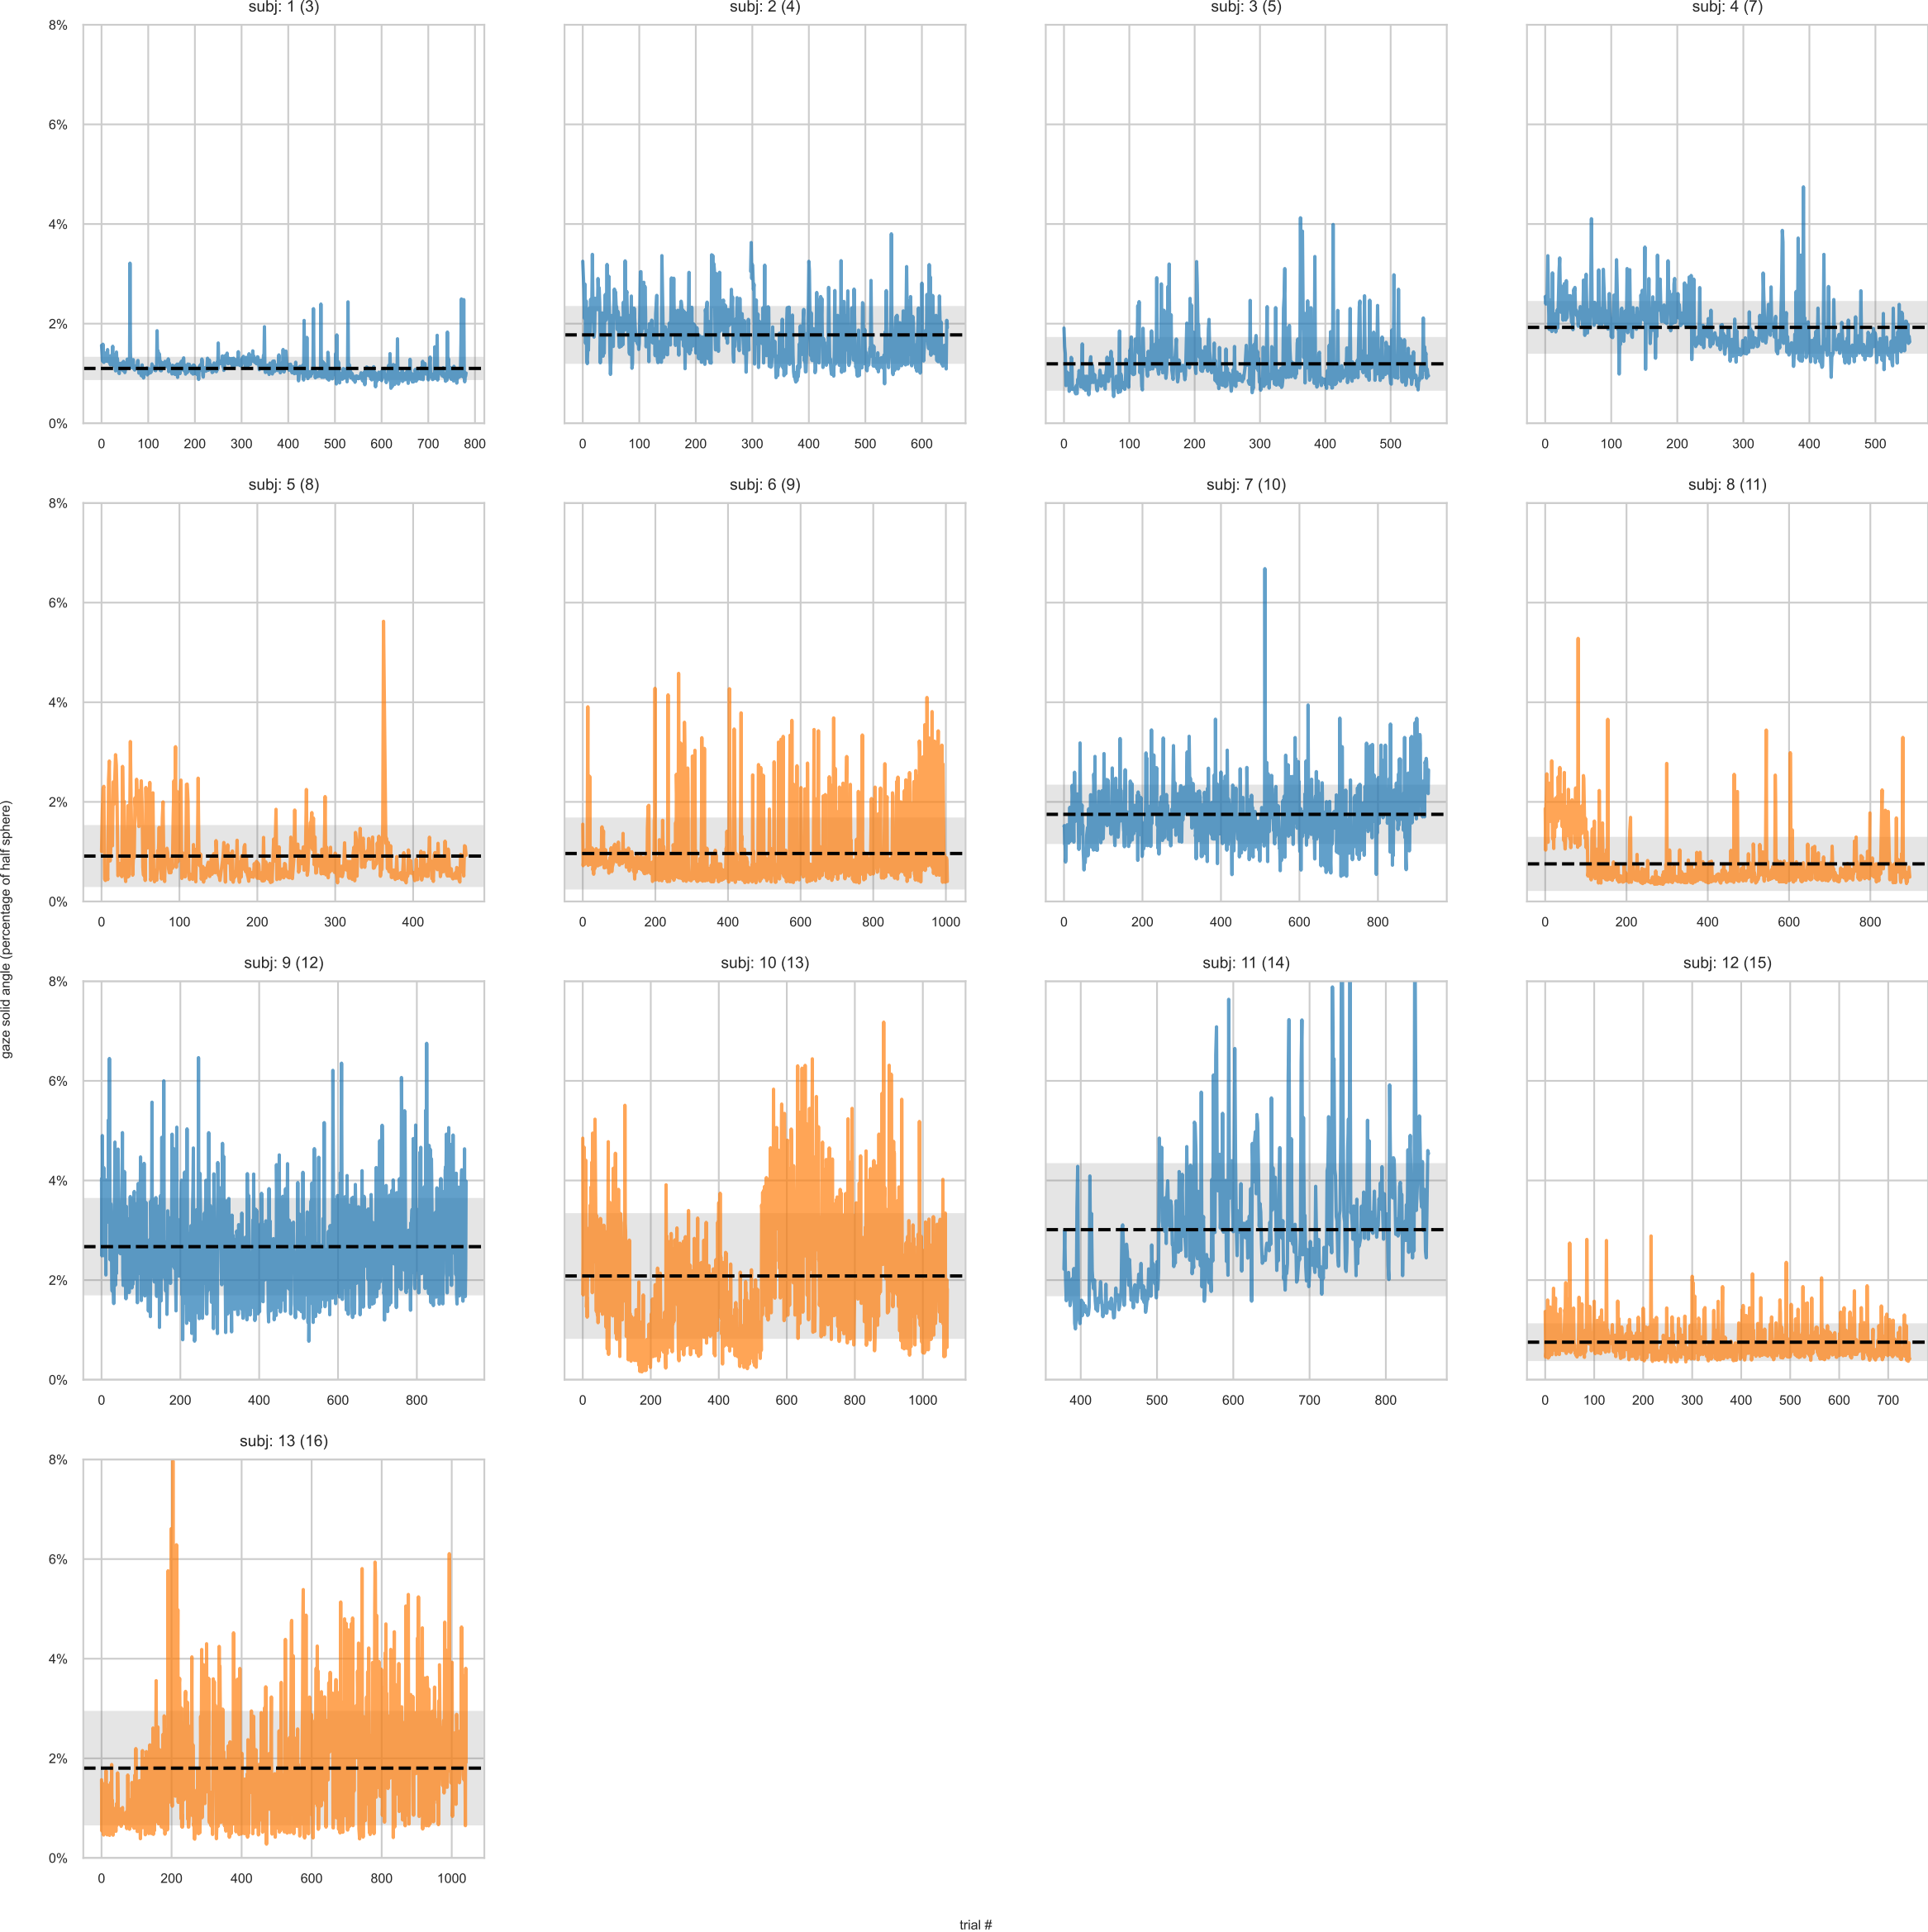 subj: 1 (3) subj: 2 (4) subj: 3 (5) subj: 4 (7)
8%
6%
4%
2%
0%
0 100 200 300 400 500 600 700 800 0 100 200 300 400 500 600 0 100 200 300 400 500 0 100 200 300 400 500
subj: 5 (8) subj: 6 (9) subj: 7 (10) subj: 8 (11)
8%
6%
4%
2%
0%
0 100 200 300 400 0 200 400 600 800 1000 0 200 400 600 800 0 200 400 600 800
gaze solid angle (percentage of half sphere)
subj: 9 (12) subj: 10 (13) subj: 11 (14) subj: 12 (15)
8%
6%
4%
2%
0%
0 200 400 600 800 0 200 400 600 800 1000 400 500 600 700 800 0 100 200 300 400 500 600 700
subj: 13 (16)
8%
6%
4%
2%
0%
0 200 400 600 800 1000
trial #